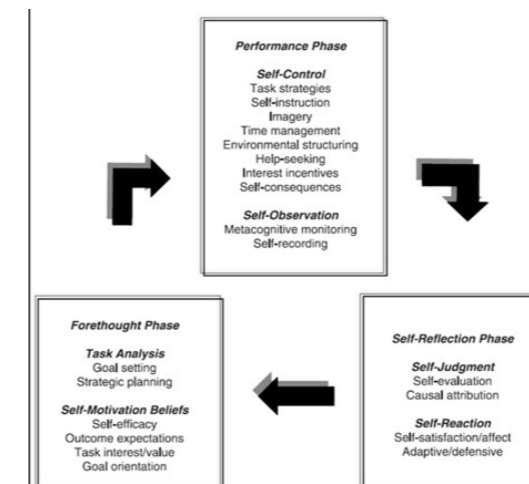 Performance Phase
Self-Control
Task strategies
Self-instruction
Imagery
Time management
Environmental structuring
Help-seeking
Interest incentives
Self-consequences
Self-Observation
Metacognitive monitoring
Self-recording
Forethought Phase
Task Analysis
Goal setting
Strategic planning
Self-Motivation Beliefs
Self-efficacy
Outcome expectations
Task interest/value
Goal orientation
Self-Reflection Phase
Self-Judgment
Self-evaluation
Causal attribution
Self-Reaction
Self-satisfaction/affect
Adaptive/defensive